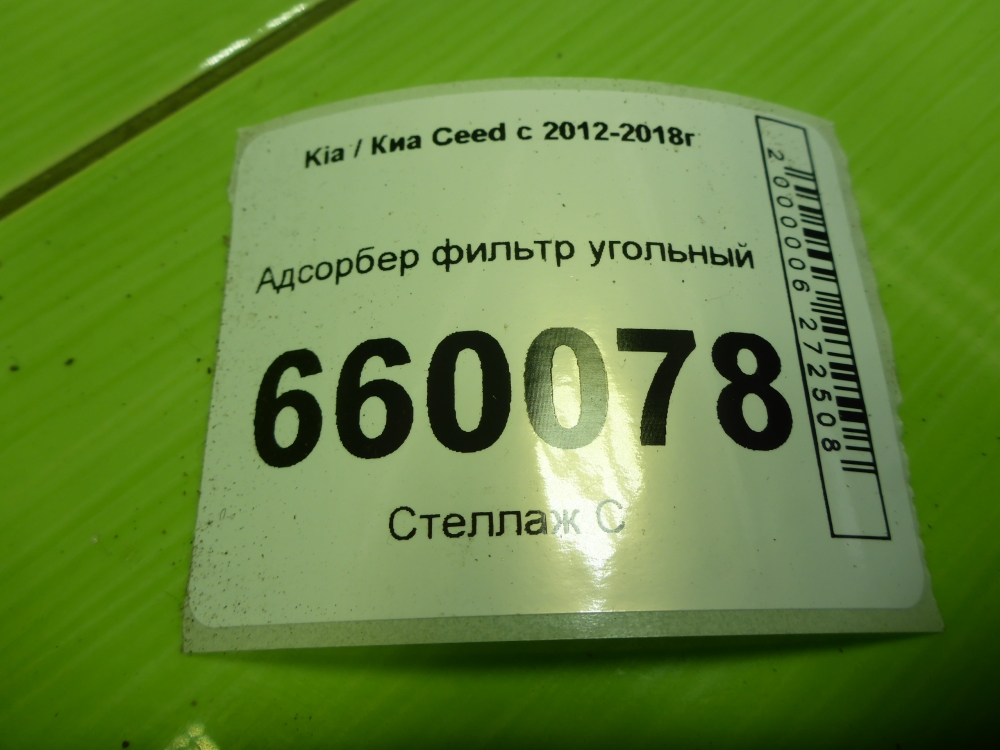 Kia / Киа Ceed с 2012-2018г
Адсорбер фильтр угольный
660078
Стеллаж С
2000006272508